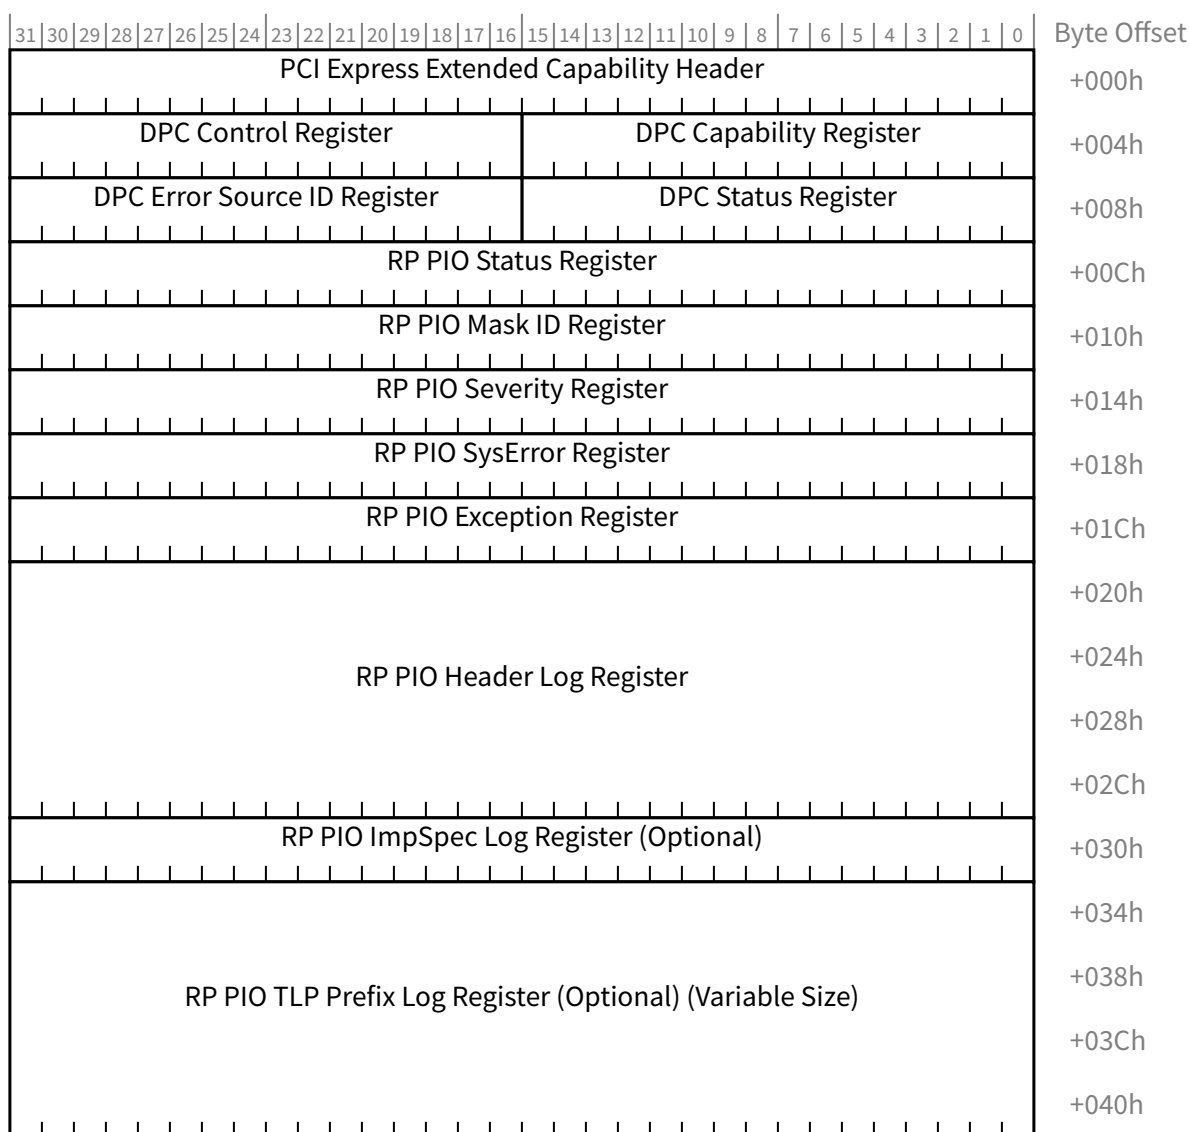 31 30 29 28 27 26 25 24 23 22 21 20 19 18 17 16 15 14 13 12 11 10 9 8 7 6 5 4 3 2 1 0 Byte Offset
PCI Express Extended Capability Header +000h
DPC Control Register DPC Capability Register +004h
DPC Error Source ID Register DPC Status Register +008h
RP PIO Status Register +00Ch
RP PIO Mask ID Register +010h
RP PIO Severity Register +014h
RP PIO SysError Register +018h
RP PIO Exception Register +01Ch
+020h
+024h
RP PIO Header Log Register
+028h
+02Ch
RP PIO ImpSpec Log Register (Optional) +030h
+034h
+038h
RP PIO TLP Prefix Log Register (Optional) (Variable Size)
+03Ch
+040h